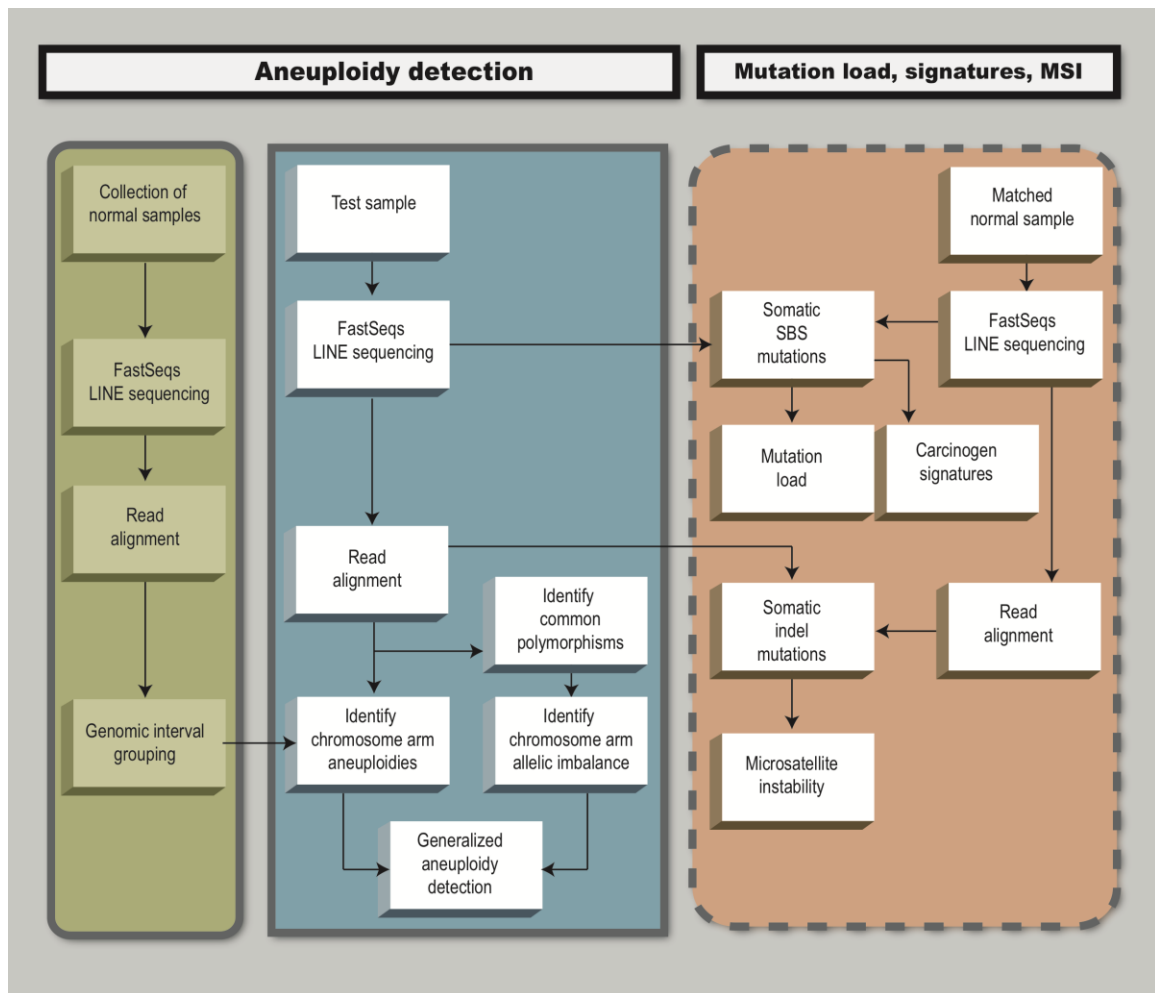 Aneuploidy detection
Mutation load, signatures, MSI
Collection of
normal samples
FastSeqs
LINE sequencing
Read
alignment
Genomic interval
grouping
Test sample
FastSeqs
LINE sequencing
Read
alignment
Identify
common
polymorphisms
Identify
chromosome arm
aneuploidies
Identify
chromosome arm
allelic imbalance
Generalized
aneuploidy
detection
Matched
normal sample
Somatic
SBS
mutations
FastSeqs
LINE sequencing
Mutation
load
Carcinogen
signatures
Somatic
indel
mutations
Read
alignment
Microsatellite
instability